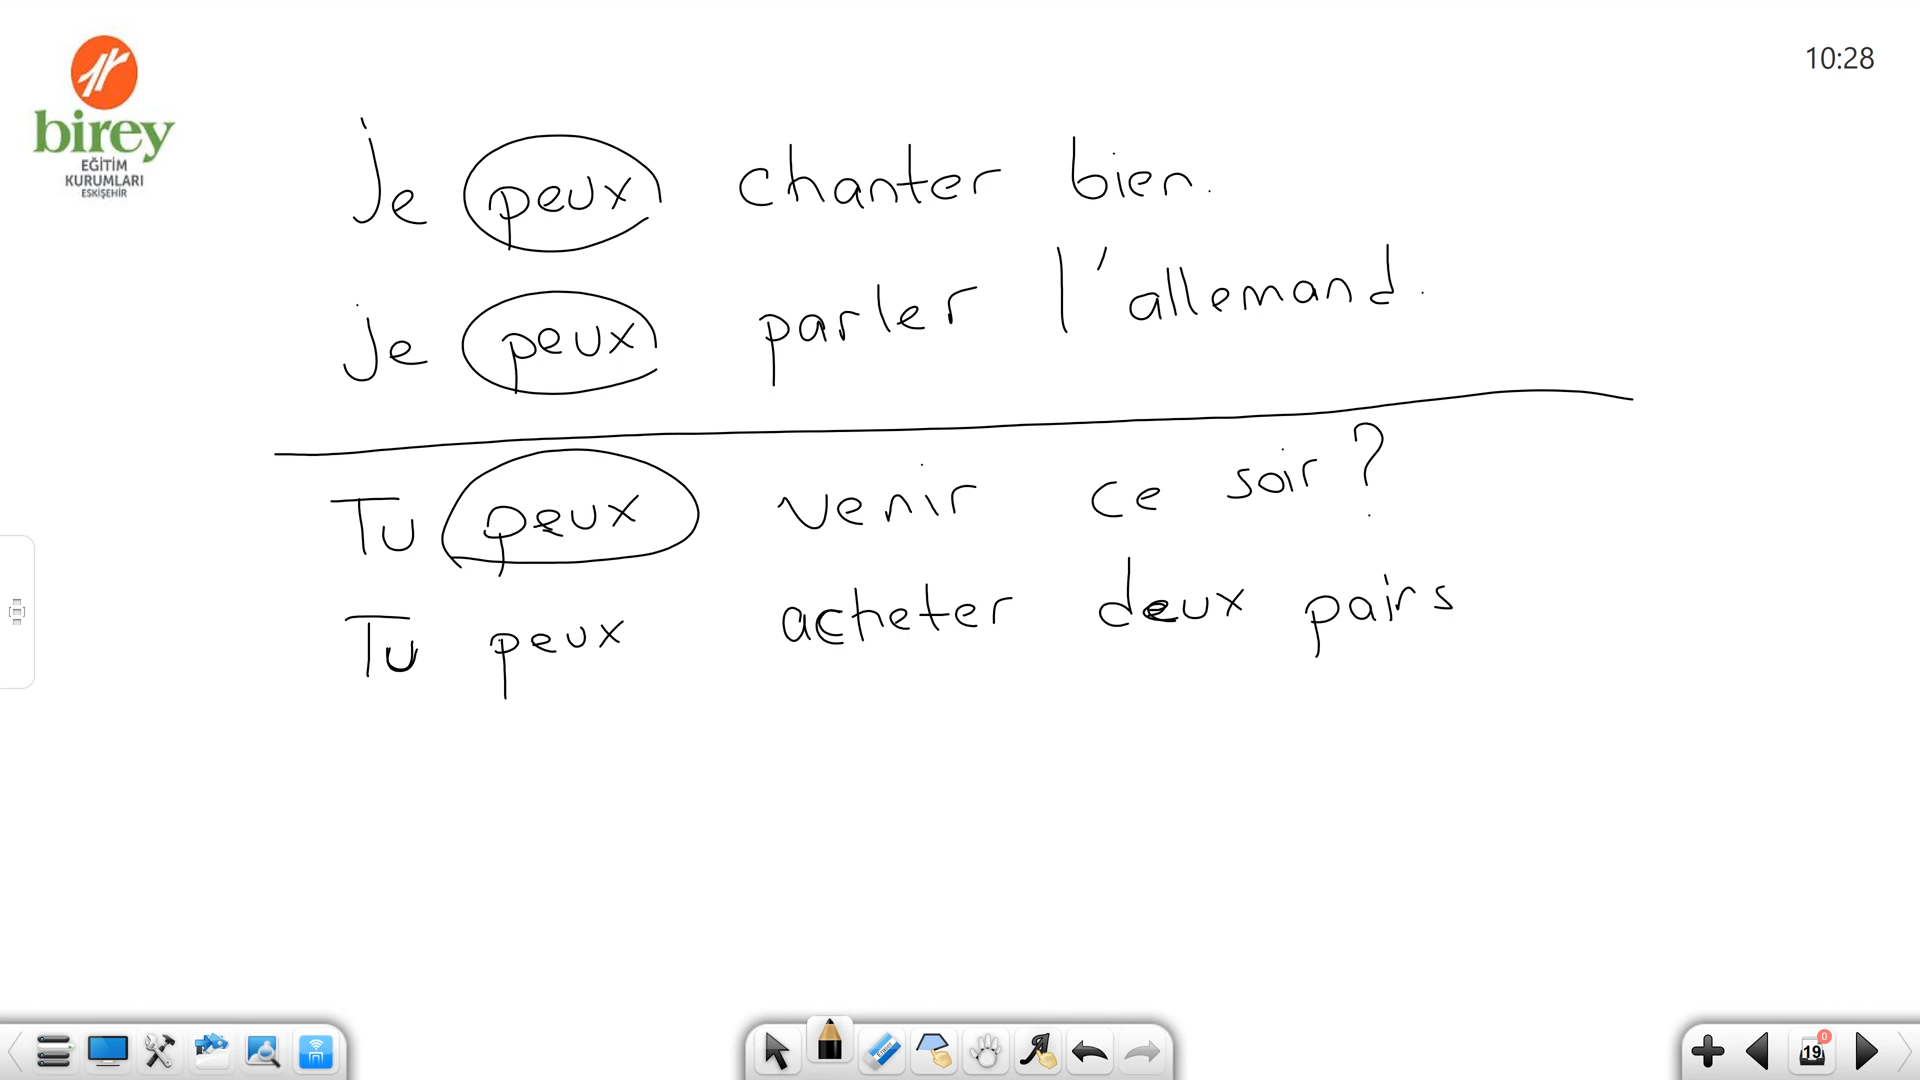 birey
EĞİTİM
KURUMLARI
ESKİŞEHİR
10:28
Je peux chanter bien.
je peux parler l'allemand.
Tu peux venir ce soir?
Tu peux acheter deux pairs
19
0